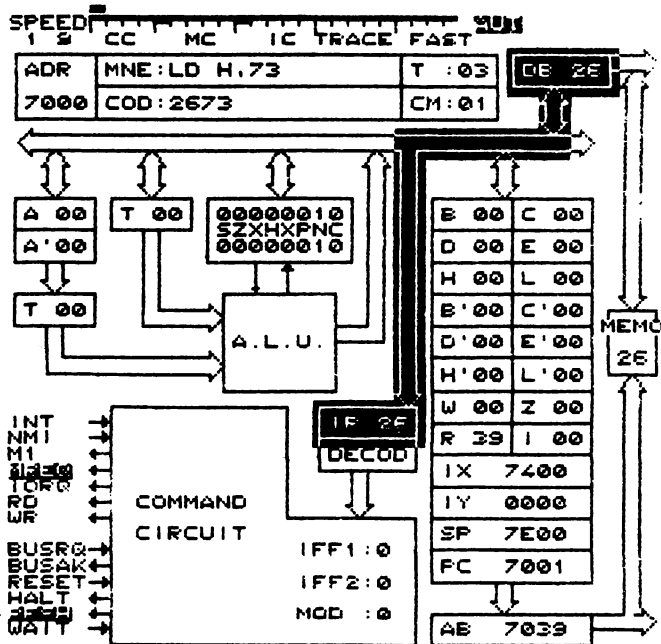 SPEED
1 9 CC MC IC TRACE FAST
ADR MNE:LD H,73 T :03
7000 COD:2673 CM:01
DB 26
A 00
A'00
T 00
T 00
00000010
SZXHXPNC
00000010
A.L.U.
B 00 C 00
D 00 E 00
H 00 L 00
B'00 C'00
D'00 E'00
H'00 L'00
W 00 Z 00
R 39 I 00
IX 7400
IY 0000
SP 7E00
PC 7001
AB 7039
MEMO
26
IR 26
DECOD
INT
NMI
M1
IORQ
RD
WR
BUSRQ
BUSAK
RESET
HALT
WAIT
COMMAND
CIRCUIT
IFF1:0
IFF2:0
MOD :0